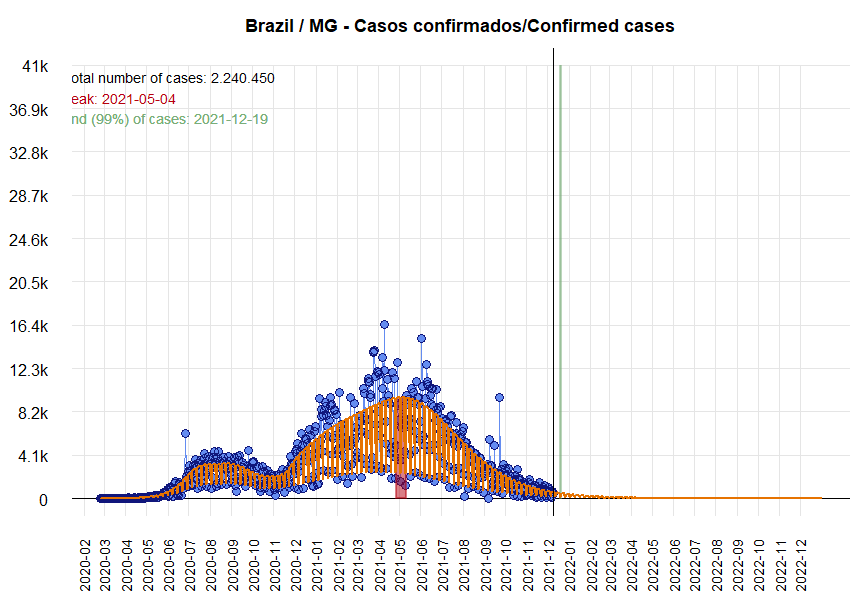 Brazil / MG - Casos confirmados/Confirmed cases
41k
otal number of cases: 2.240.450
eak: 2021-05-04
36.9k
nd (99%) of cases: 2021-12-19
32.8k
28.7k
24.6k
20.5k
16.4k
12.3k
8.2k
4.1k
0
2020-02
2020-03
2020-04
2020-05
2020-06
2020-07
2020-08
2020-09
2020-10
2020-11
2020-12
2021-01
2021-02
2021-03
2021-04
2021-05
2021-06
2021-07
2021-08
2021-09
2021-10
2021-11
2021-12
2022-01
2022-02
2022-03
2022-04
2022-05
2022-06
2022-07
2022-08
2022-09
2022-10
2022-11
2022-12